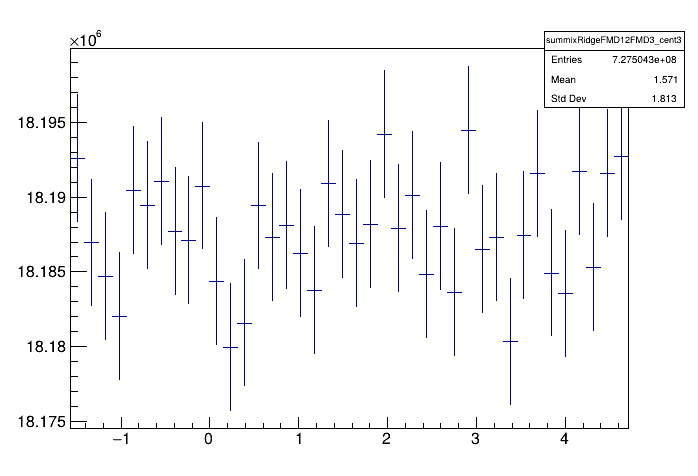 ×10⁶
summixRidgeFMD12FMD3_cent3
Entries 7.275043e+08
Mean 1.571
Std Dev 1.813
18.195
18.19
18.185
18.18
18.175
−1 0 1 2 3 4